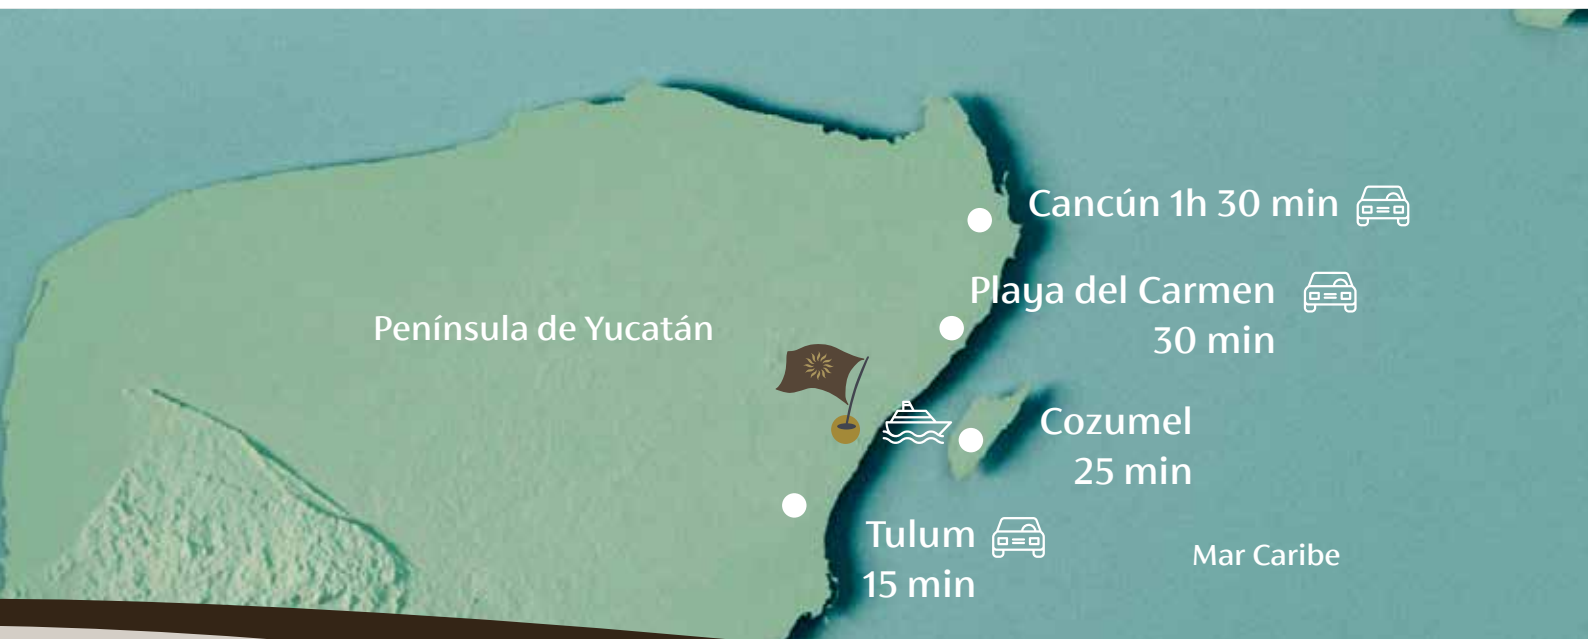 Cancún 1h 30 min
Playa del Carmen
30 min
Península de Yucatán
Cozumel
25 min
Tulum
15 min
Mar Caribe